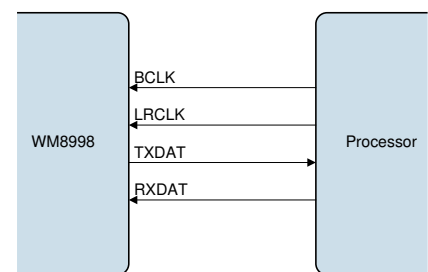 BCLK
LRCLK
WM8998
Processor
TXDAT
RXDAT